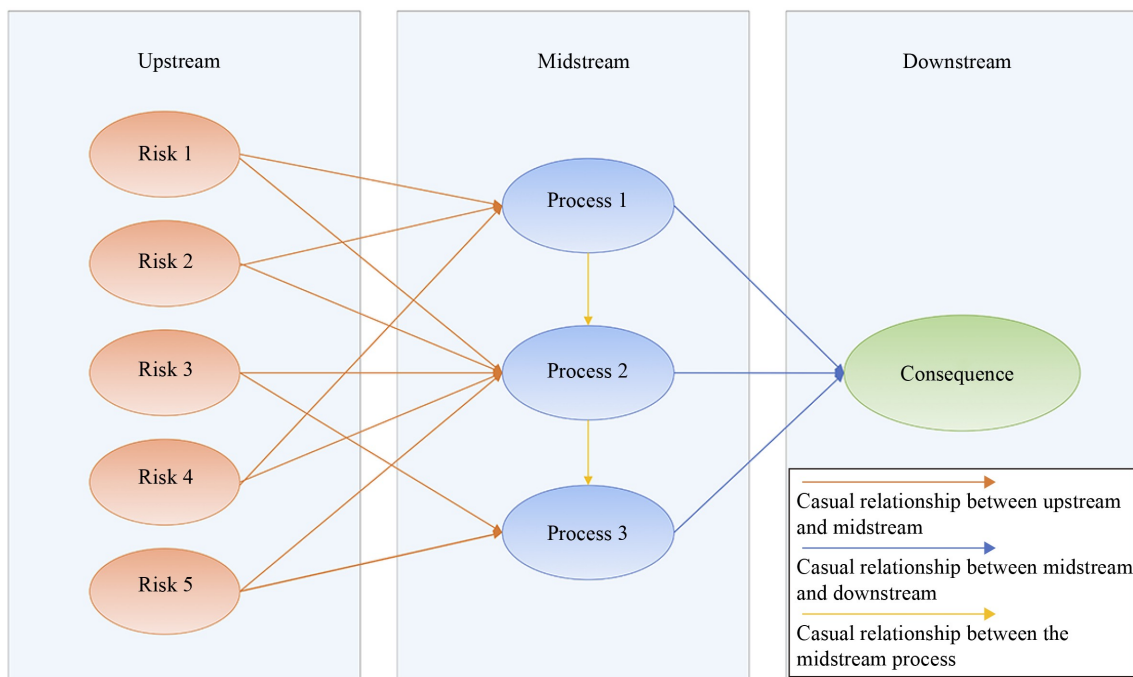 Upstream
Midstream
Downstream
Risk 1
Risk 2
Risk 3
Risk 4
Risk 5
Process 1
Process 2
Process 3
Consequence
Casual relationship between upstream
and midstream
Casual relationship between midstream
and downstream
Casual relationship between the
midstream process